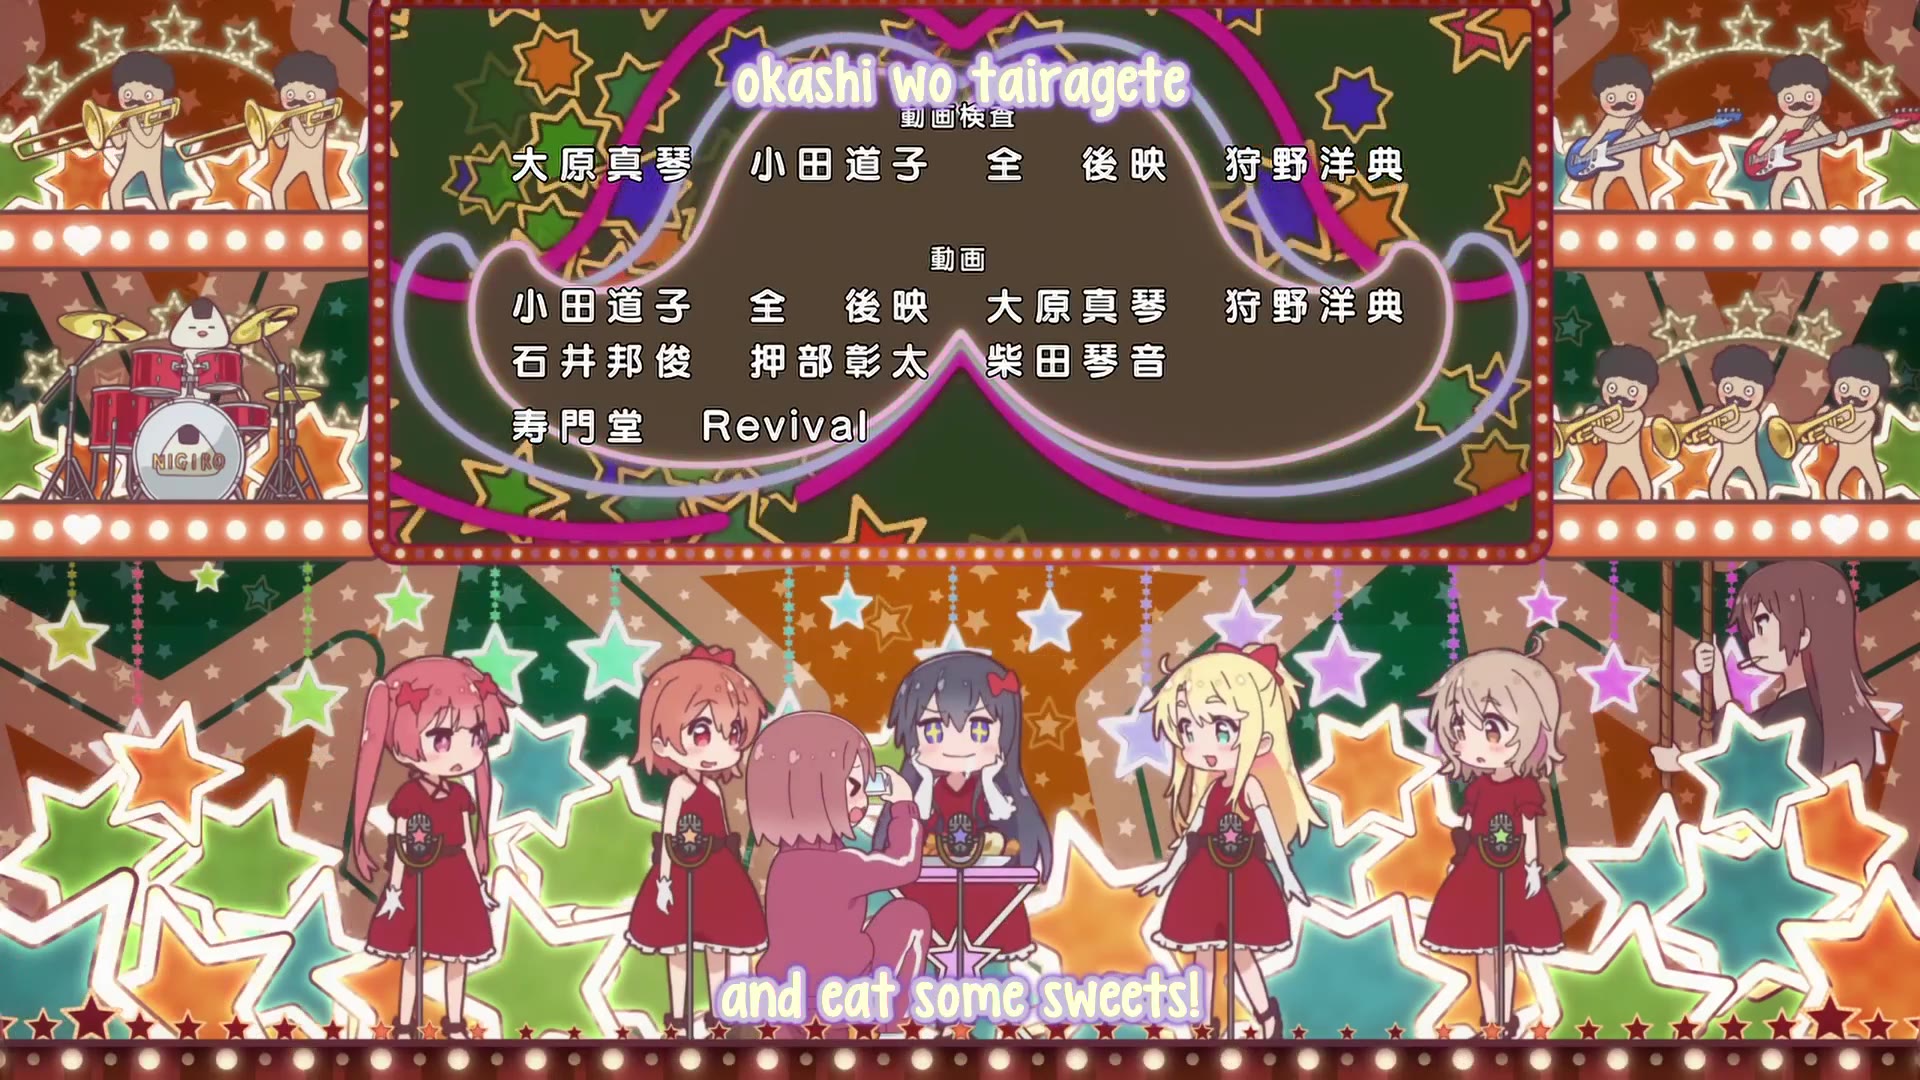 okashi wo tairagete
動画検査
大原真琴 小田道子 全 後映 狩野洋典
動画
小田道子 全 後映 大原真琴 狩野洋典
石井邦俊 押部彰太 柴田琴音
寿門堂 Revival
NIGIRO
and eat some sweets!